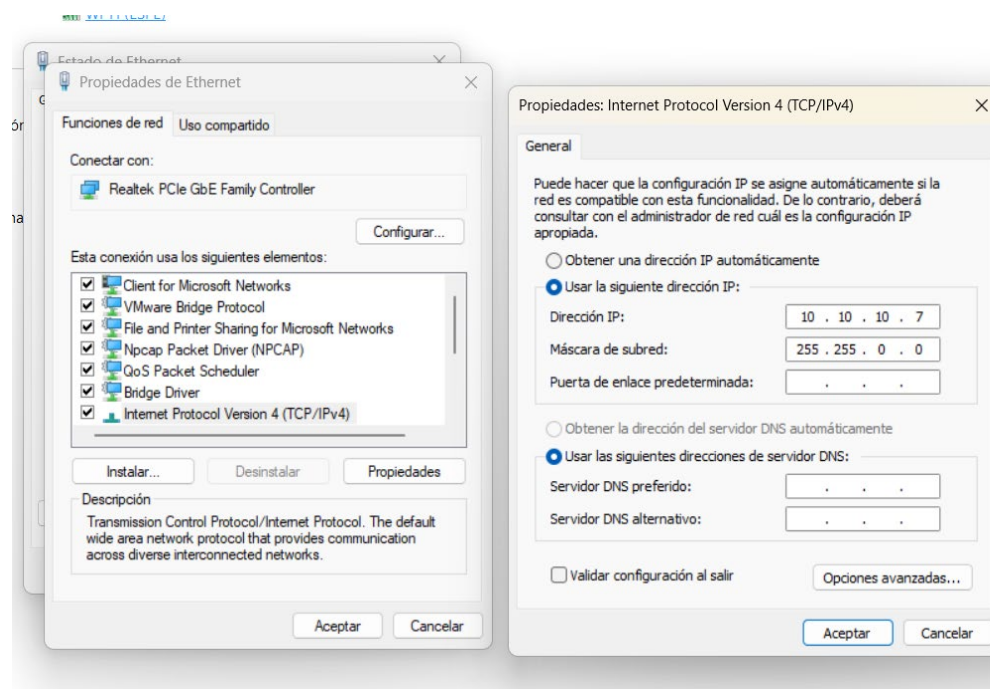 Estado de Ethernet
Propiedades de Ethernet
Funciones de red
Uso compartido
Conectar con:
Realtek PCIe GbE Family Controller
Configurar...
Esta conexión usa los siguientes elementos:
Client for Microsoft Networks
VMware Bridge Protocol
File and Printer Sharing for Microsoft Networks
Npcap Packet Driver (NPCAP)
QoS Packet Scheduler
Bridge Driver
Internet Protocol Version 4 (TCP/IPv4)
Instalar...
Desinstalar
Propiedades
Descripción
Transmission Control Protocol/Internet Protocol. The default
wide area network protocol that provides communication
across diverse interconnected networks.
Aceptar
Cancelar
Propiedades: Internet Protocol Version 4 (TCP/IPv4)
General
Puede hacer que la configuración IP se asigne automáticamente si la
red es compatible con esta funcionalidad. De lo contrario, deberá
consultar con el administrador de red cuál es la configuración IP
apropiada.
Obtener una dirección IP automáticamente
Usar la siguiente dirección IP:
Dirección IP: 10 . 10 . 10 . 7
Máscara de subred: 255 . 255 . 0 . 0
Puerta de enlace predeterminada: . . .
Obtener la dirección del servidor DNS automáticamente
Usar las siguientes direcciones de servidor DNS:
Servidor DNS preferido: . . .
Servidor DNS alternativo: . . .
Validar configuración al salir
Opciones avanzadas...
Aceptar
Cancelar